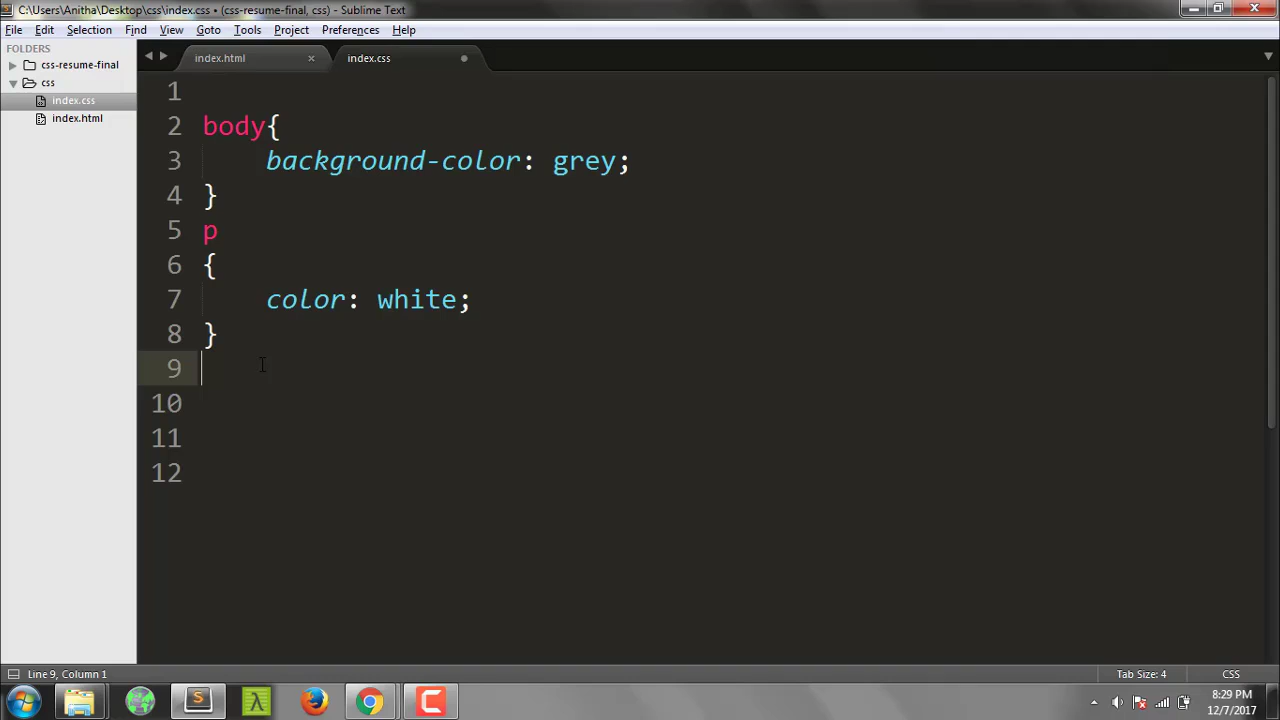 C:\Users\Anitha\Desktop\css\index.css • (css-resume-final, css) - Sublime Text
File Edit Selection Find View Goto Tools Project Preferences Help
FOLDERS
css-resume-final
css
index.css
index.html
index.html × index.css
1
2 body{
3 background-color: grey;
4 }
5 p
6 {
7 color: white;
8 }
9
10
11
12
Line 9, Column 1 Tab Size: 4 CSS
8:29 PM
12/7/2017